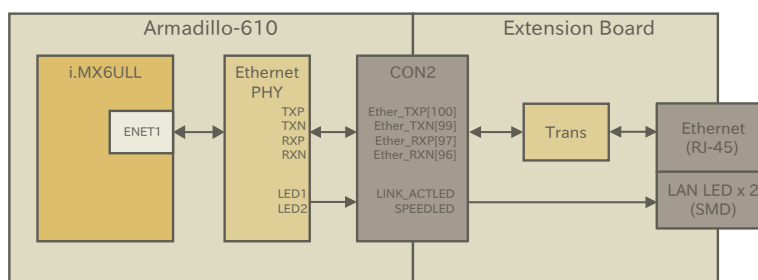 Armadillo-610
Extension Board
i.MX6ULL
ENET1
Ethernet
PHY
TXP
TXN
RXP
RXN
LED1
LED2
CON2
Ether_TXP[100]
Ether_TXN[99]
Ether_RXP[97]
Ether_RXN[96]
LINK_ACTLED
SPEEDLED
Trans
Ethernet
(RJ-45)
LAN LED x 2
(SMD)